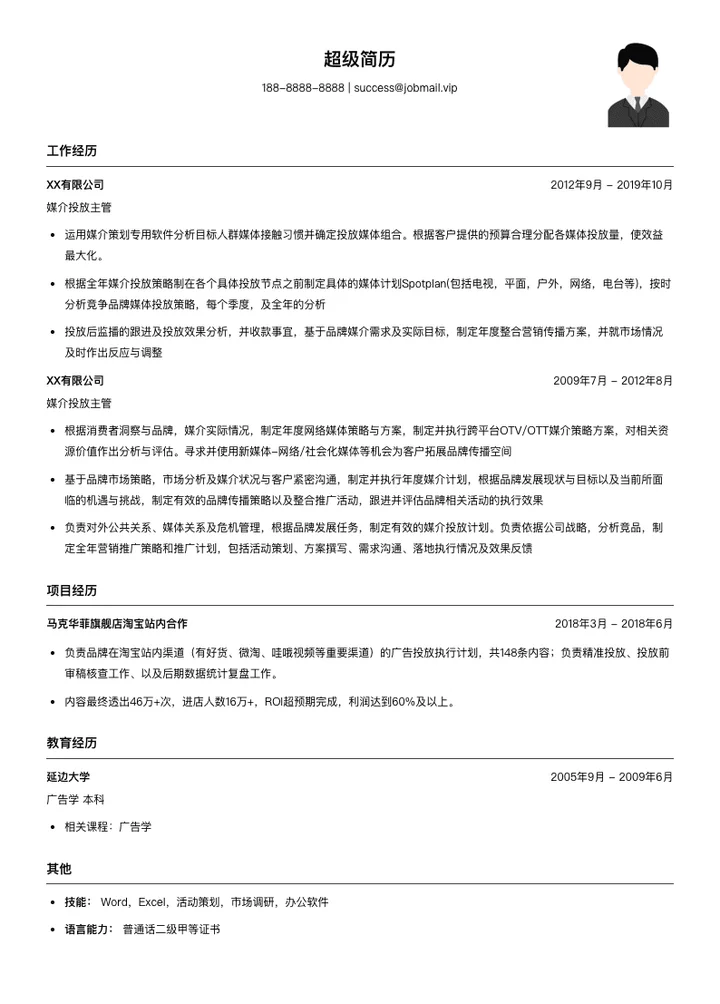 超级简历
188-8888-8888 | success@jobmail.vip
工作经历
XX有限公司 2012年9月 - 2019年10月
媒介投放主管
• 运用媒介策划专用软件分析目标人群媒体接触习惯并确定投放媒体组合。根据客户提供的预算合理分配各媒体投放量，使效益
最大化。
• 根据全年媒介投放策略制在各个具体投放节点之前制定具体的媒体计划Spotplan(包括电视，平面，户外，网络，电台等)，按时
分析竞争品牌媒体投放策略，每个季度，及全年的分析
• 投放后监播的跟进及投放效果分析，并收款事宜，基于品牌媒介需求及实际目标，制定年度整合营销传播方案，并就市场情况
及时作出反应与调整
XX有限公司 2009年7月 - 2012年8月
媒介投放主管
• 根据消费者洞察与品牌，媒介实际情况，制定年度网络媒体策略与方案，制定并执行跨平台OTV/OTT媒介策略方案，对相关资
源价值作出分析与评估。寻求并使用新媒体-网络/社会化媒体等机会为客户拓展品牌传播空间
• 基于品牌市场策略，市场分析及媒介状况与客户紧密沟通，制定并执行年度媒介计划，根据品牌发展现状与目标以及当前所面
临的机遇与挑战，制定有效的品牌传播策略以及整合推广活动，跟进并评估品牌相关活动的执行效果
• 负责对外公共关系、媒体关系及危机管理，根据品牌发展任务，制定有效的媒介投放计划。负责依据公司战略，分析竞品，制
定全年营销推广策略和推广计划，包括活动策划、方案撰写、需求沟通、落地执行情况及效果反馈
项目经历
马克华菲旗舰店淘宝站内合作 2018年3月 - 2018年6月
• 负责品牌在淘宝站内渠道（有好货、微淘、哇哦视频等重要渠道）的广告投放执行计划，共148条内容；负责精准投放、投放前
审稿核查工作、以及后期数据统计复盘工作。
• 内容最终透出46万+次，进店人数16万+，ROI超预期完成，利润达到60%及以上。
教育经历
延边大学 2005年9月 - 2009年6月
广告学 本科
• 相关课程：广告学
其他
• 技能： Word，Excel，活动策划，市场调研，办公软件
• 语言能力： 普通话二级甲等证书